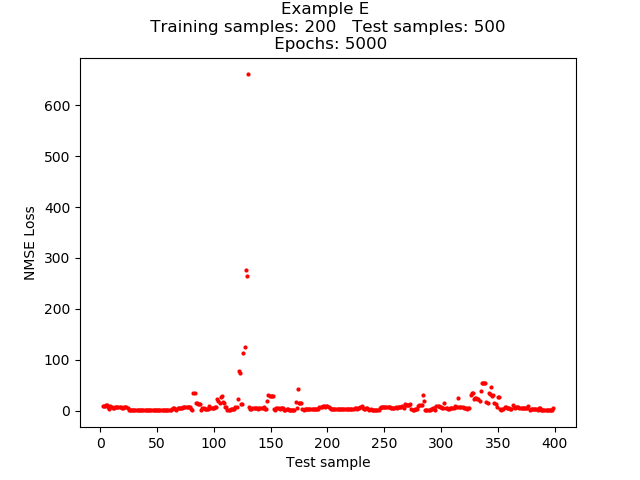 Example E
Training samples: 200   Test samples: 500
Epochs: 5000
600
500
400
300
200
100
0
NMSE Loss
0 50 100 150 200 250 300 350 400
Test sample